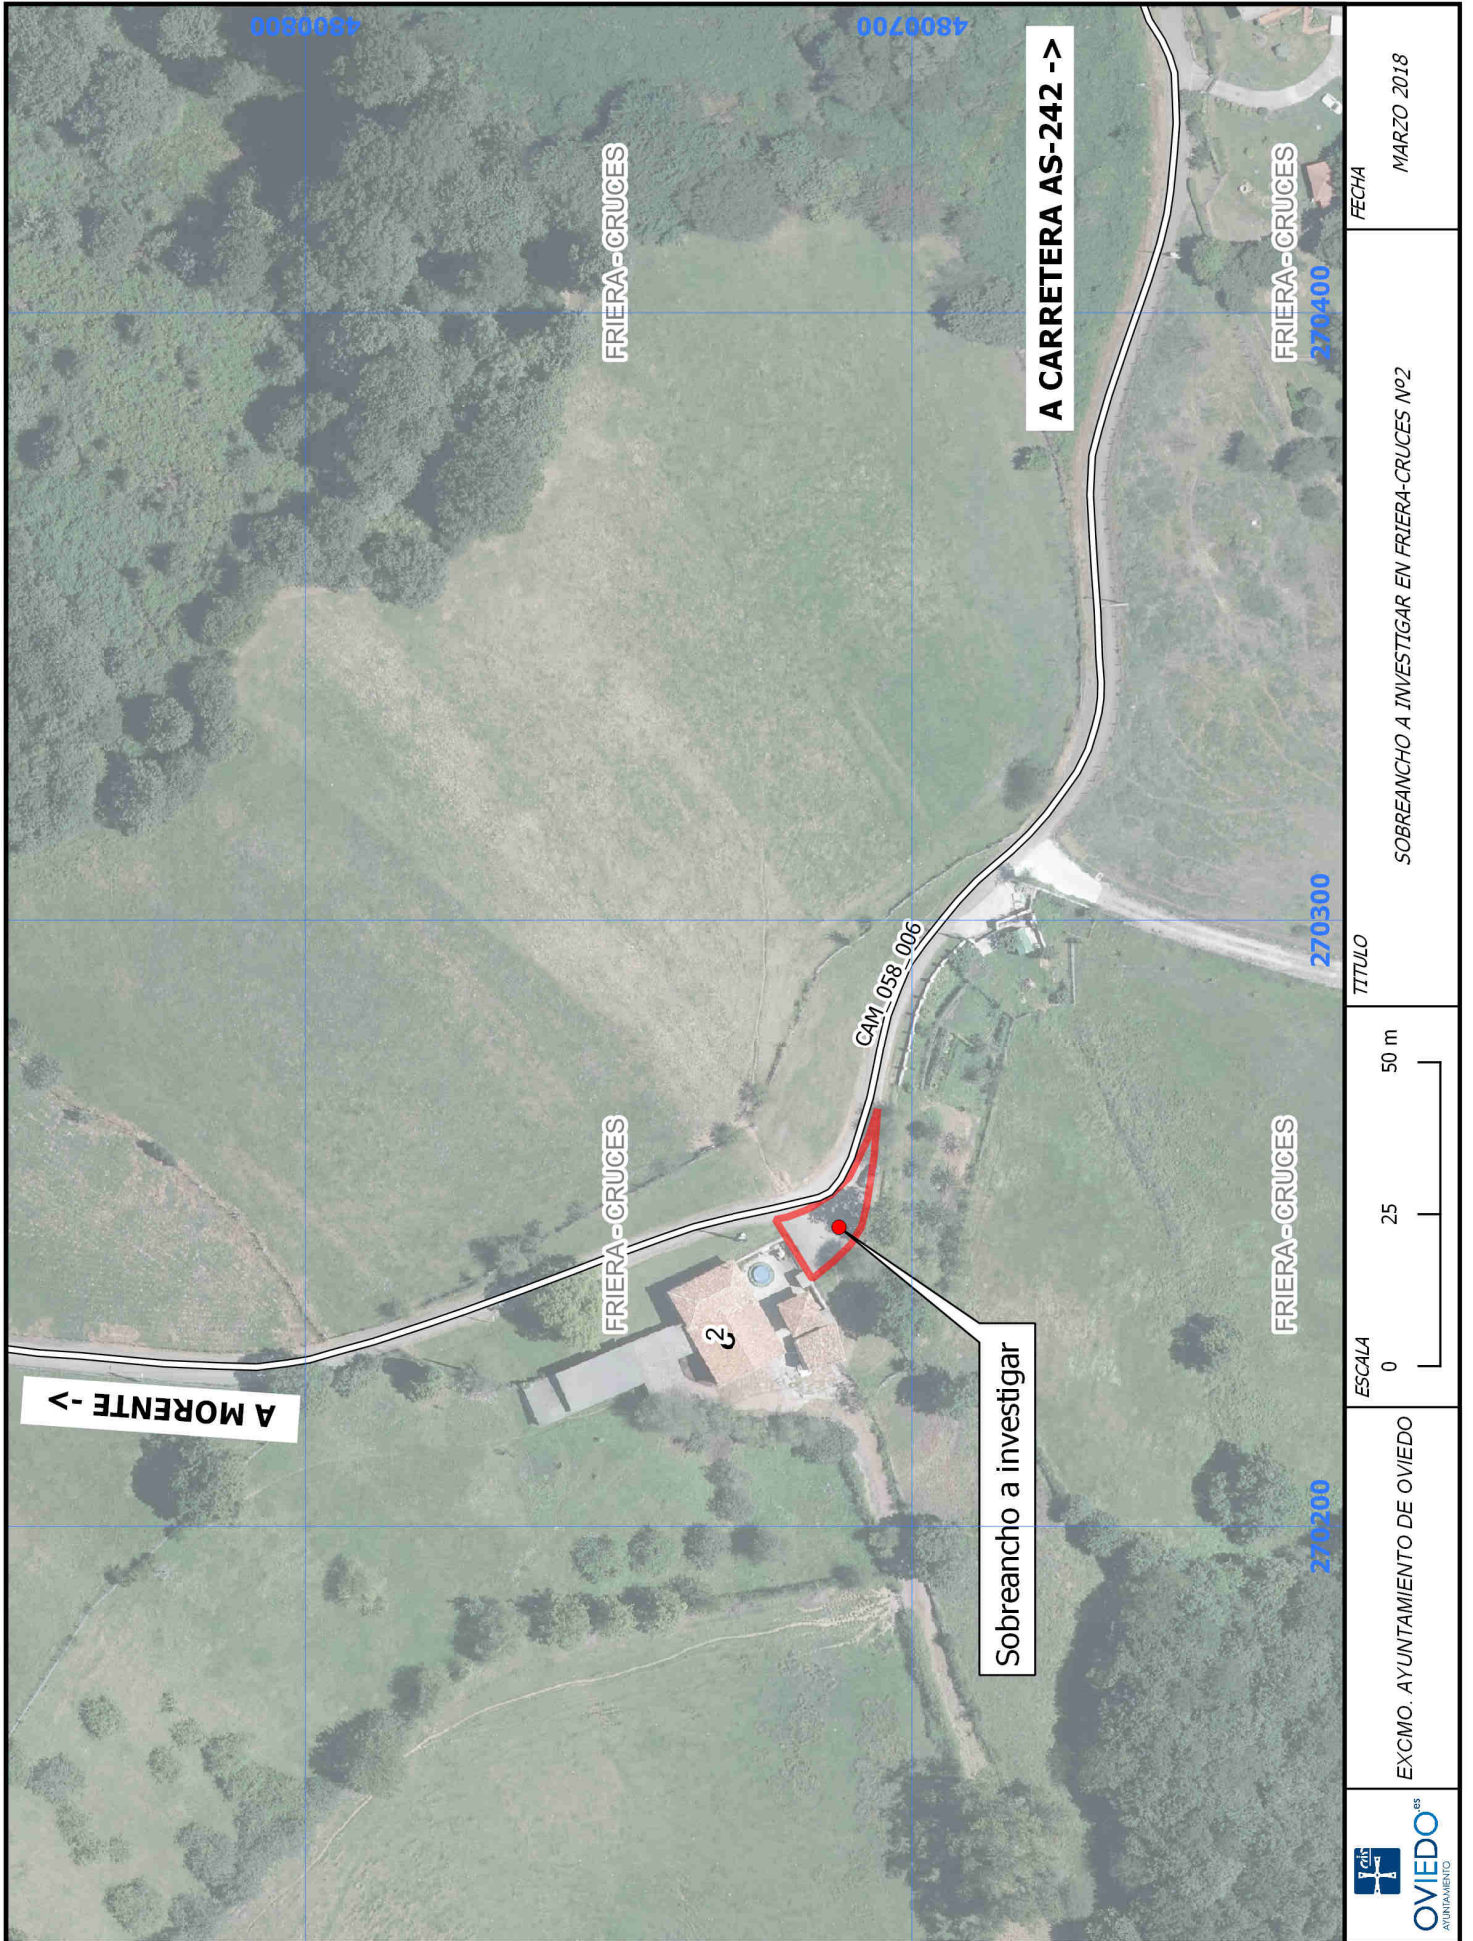 4800800
4800700
A CARRETERA AS-242 ->
FRIERA - CRUCES
FRIERA - CRUCES
270400
270300
CAM_058_006
FRIERA - CRUCES
FRIERA - CRUCES
A MORENTE ->
2
Sobreancho a investigar
270200
OVIEDO.es
AYUNTAMIENTO
EXCMO. AYUNTAMIENTO DE OVIEDO
ESCALA
0 25 50 m
TITULO
SOBREANCHO A INVESTIGAR EN FRIERA-CRUCES Nº2
FECHA
MARZO 2018